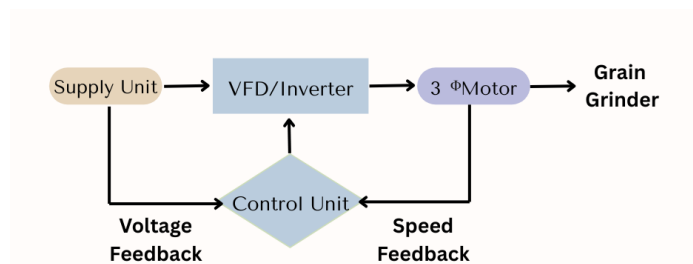 Supply Unit
VFD/Inverter
3 ΦMotor
Grain
Grinder
Control Unit
Voltage
Feedback
Speed
Feedback